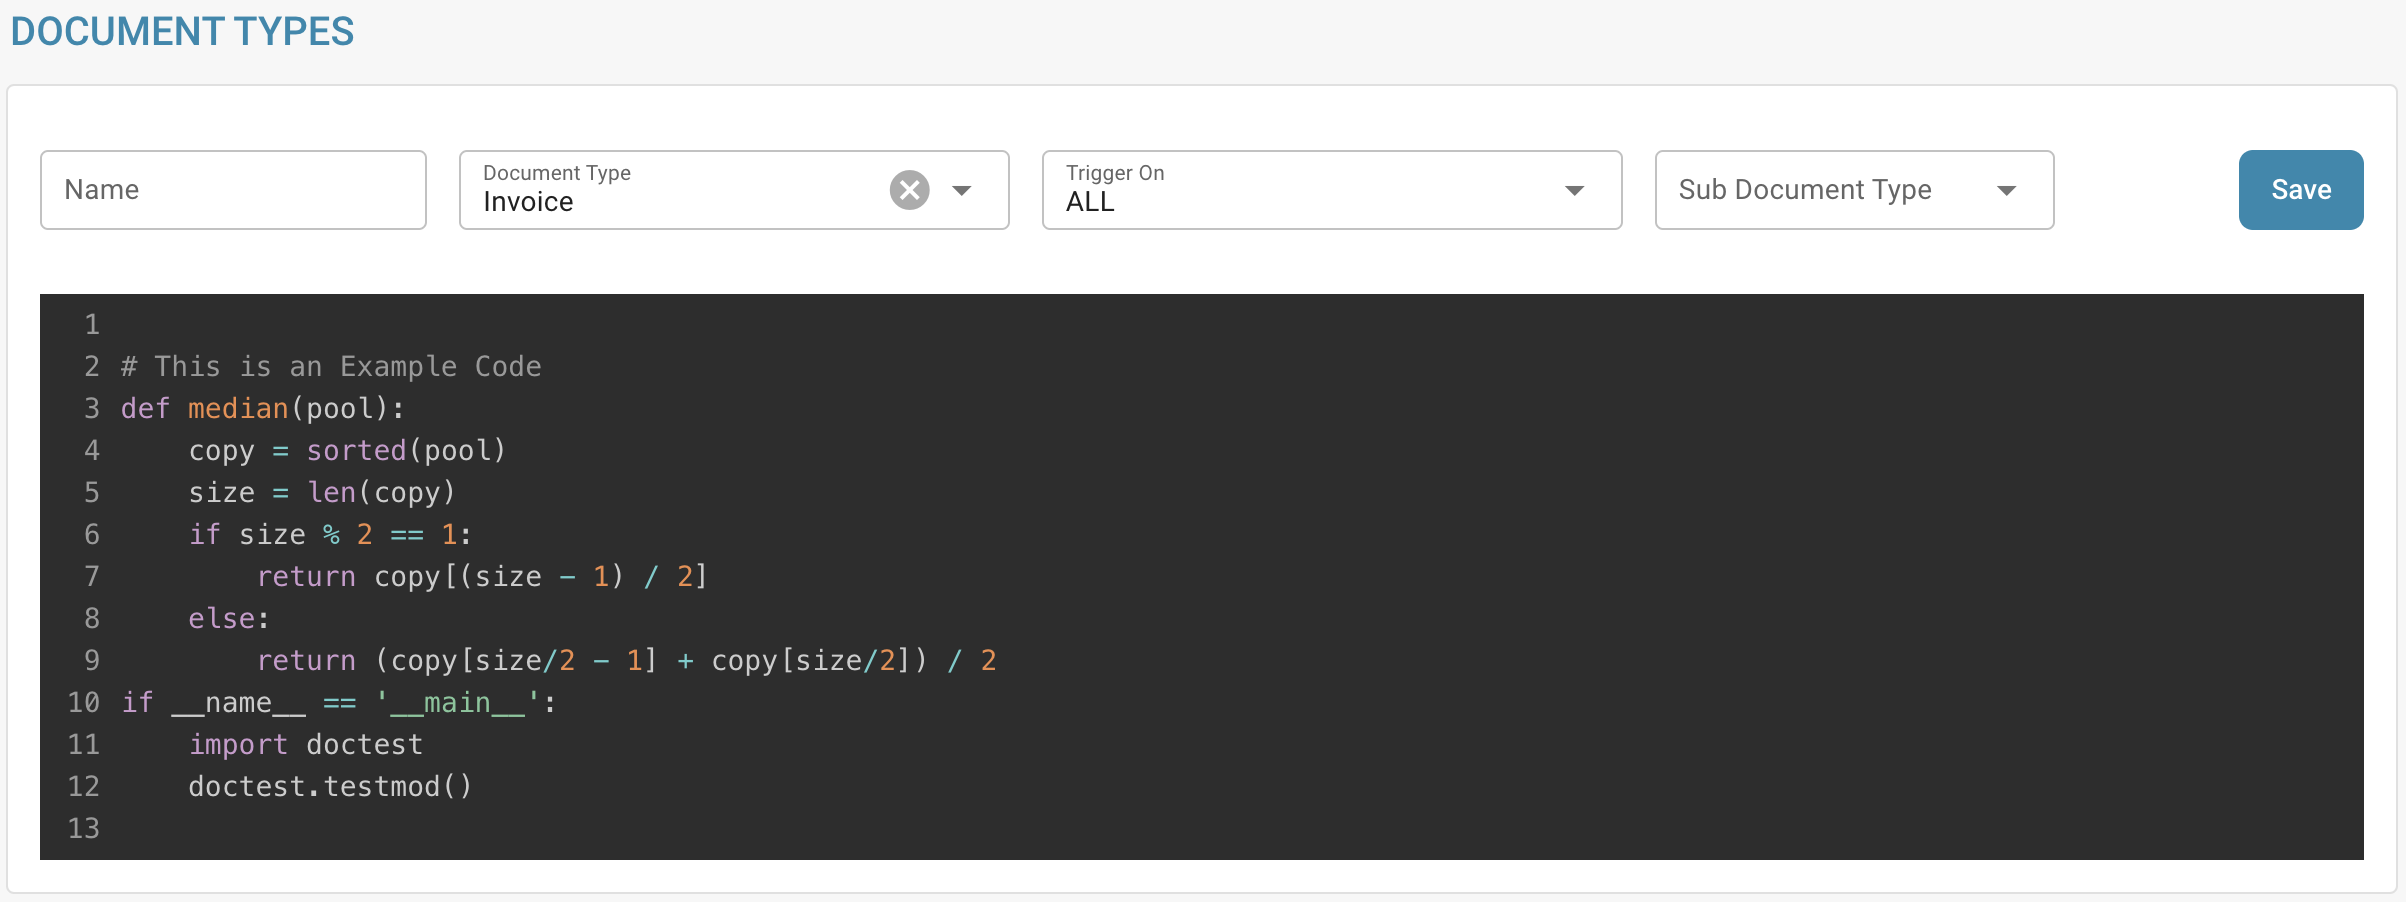 DOCUMENT TYPES
Name
Document Type
Invoice
Trigger On
ALL
Sub Document Type
Save
1
2 # This is an Example Code
3 def median(pool):
4     copy = sorted(pool)
5     size = len(copy)
6     if size % 2 == 1:
7         return copy[(size - 1) / 2]
8     else:
9         return (copy[size/2 - 1] + copy[size/2]) / 2
10 if __name__ == '__main__':
11     import doctest
12     doctest.testmod()
13